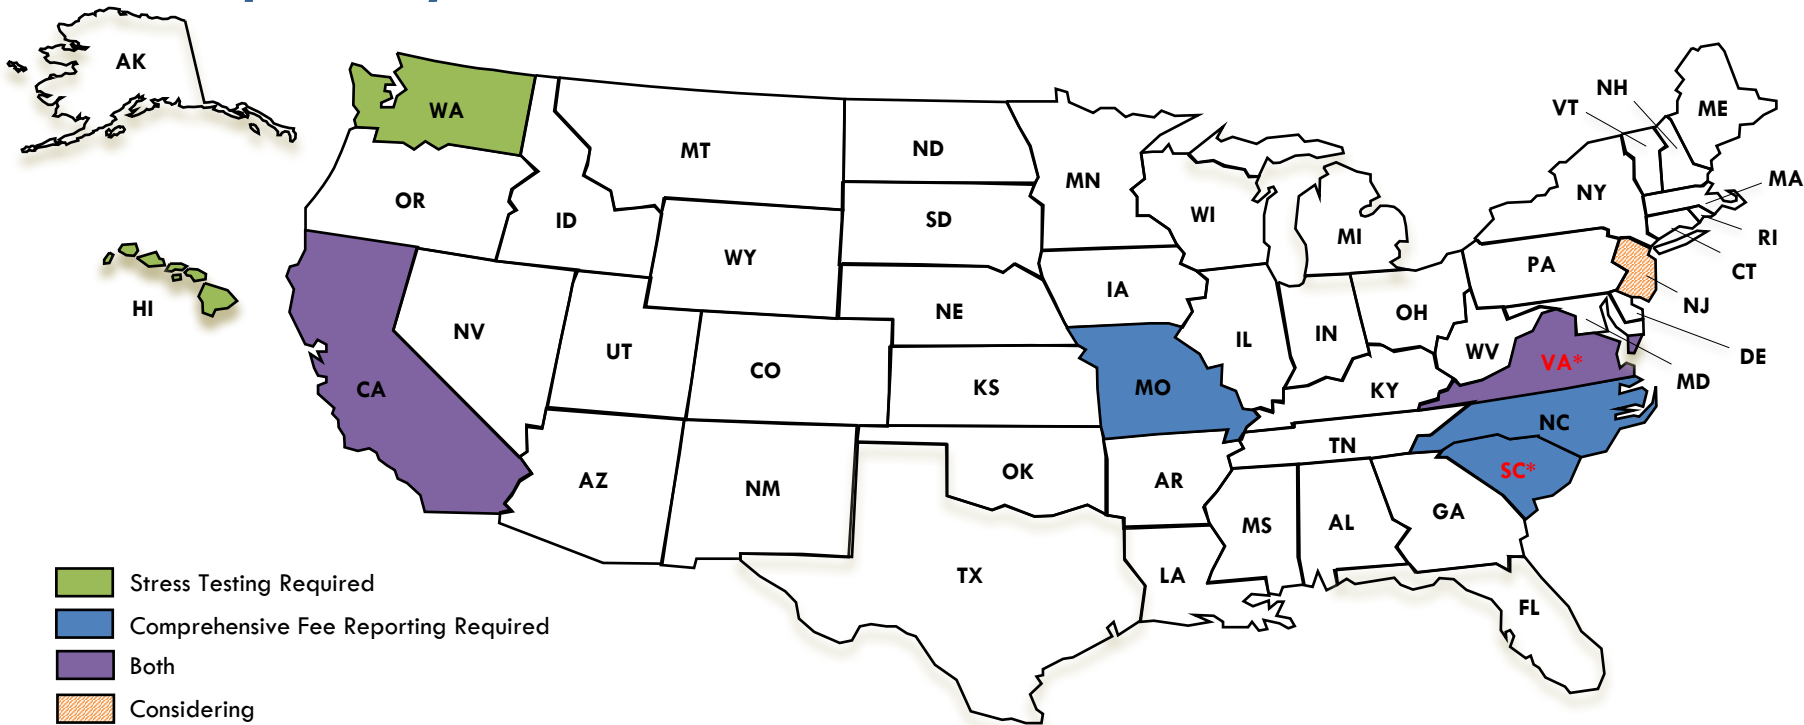 AK
WA
MT
ND
MN
NH
VT
ME
MA
OR
ID
SD
WI
MI
NY
RI
WY
PA
CT
HI
NV
NE
IA
OH
NJ
UT
CO
IL
IN
WV
VA*
DE
CA
KS
MO
KY
MD
NC
TN
AZ
NM
OK
AR
SC*
MS
AL
GA
TX
LA
FL
Stress Testing Required
Comprehensive Fee Reporting Required
Both
Considering